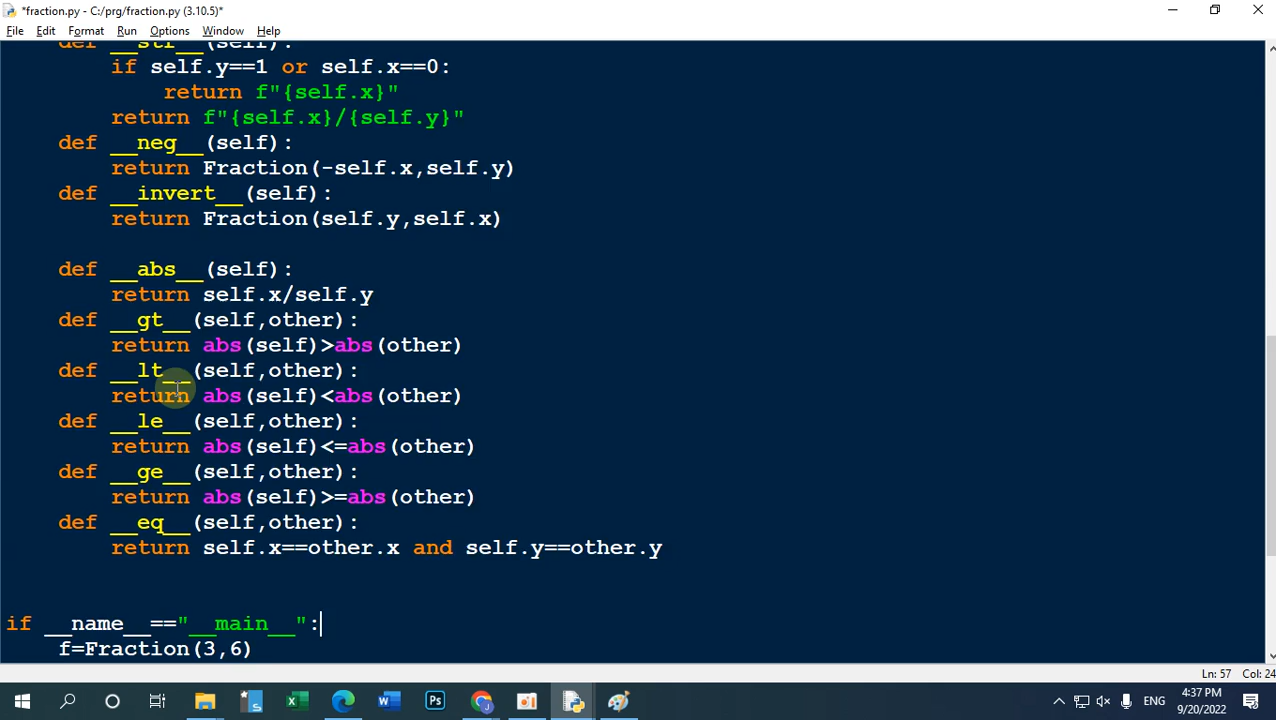 *fraction.py - C:/prg/fraction.py (3.10.5)*
File Edit Format Run Options Window Help
def __str__(self):
if self.y==1 or self.x==0:
return f"{self.x}"
return f"{self.x}/{self.y}"
def __neg__(self):
return Fraction(-self.x,self.y)
def __invert__(self):
return Fraction(self.y,self.x)
def __abs__(self):
return self.x/self.y
def __gt__(self,other):
return abs(self)>abs(other)
def __lt__(self,other):
return abs(self)<abs(other)
def __le__(self,other):
return abs(self)<=abs(other)
def __ge__(self,other):
return abs(self)>=abs(other)
def __eq__(self,other):
return self.x==other.x and self.y==other.y
if __name__=="__main__":
f=Fraction(3,6)
Ln: 57 Col: 24
ENG
4:37 PM
9/20/2022